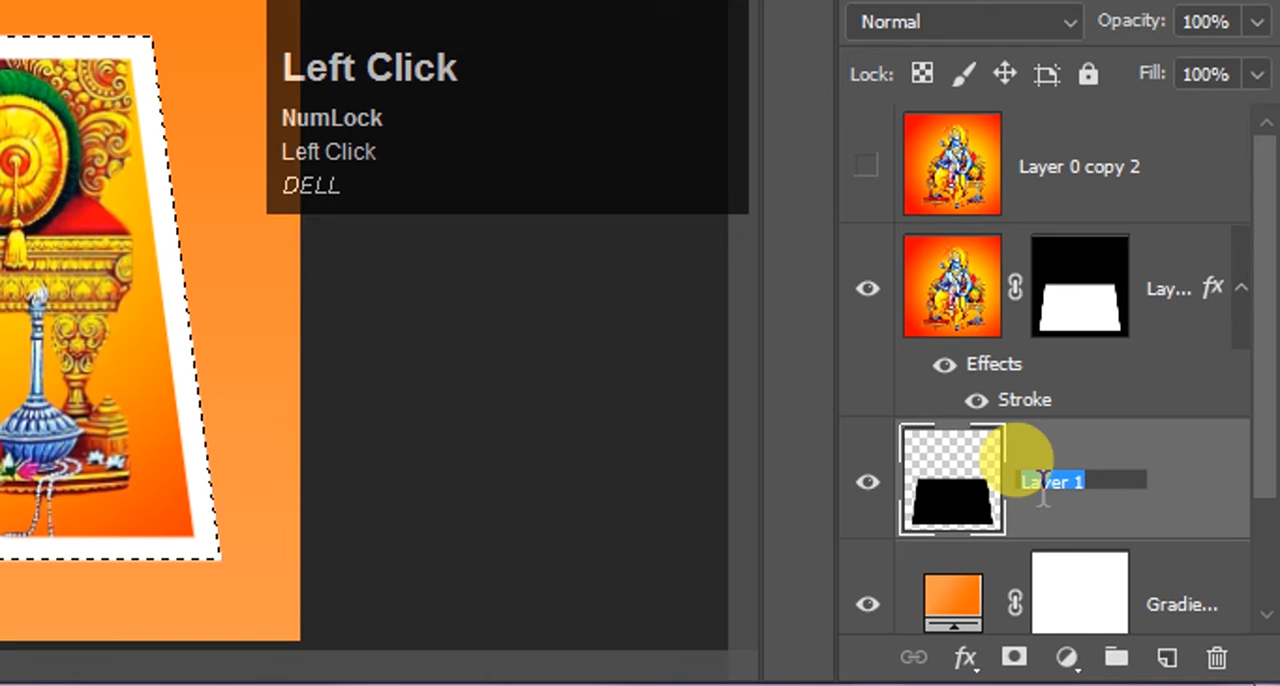 Normal
Opacity: 100%
Left Click
NumLock
Left Click
DELL
Lock:
Fill: 100%
Layer 0 copy 2
Lay... fx
Effects
Stroke
Layer 1
Gradie...
fx